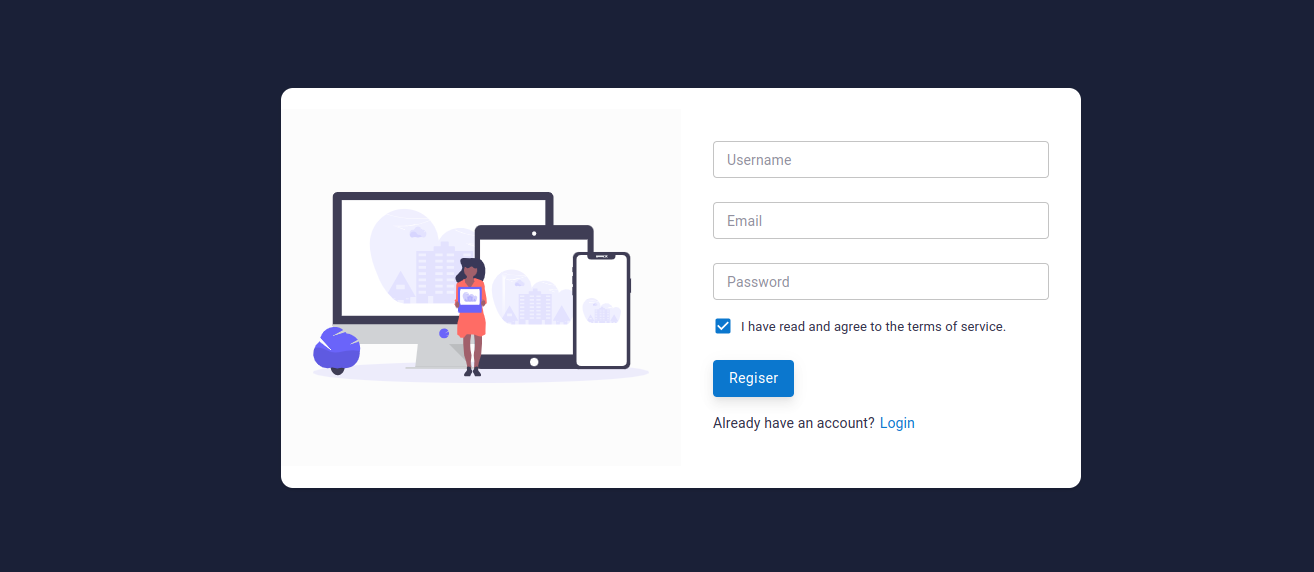 Username
Email
Password
I have read and agree to the terms of service.
Regiser
Already have an account? Login